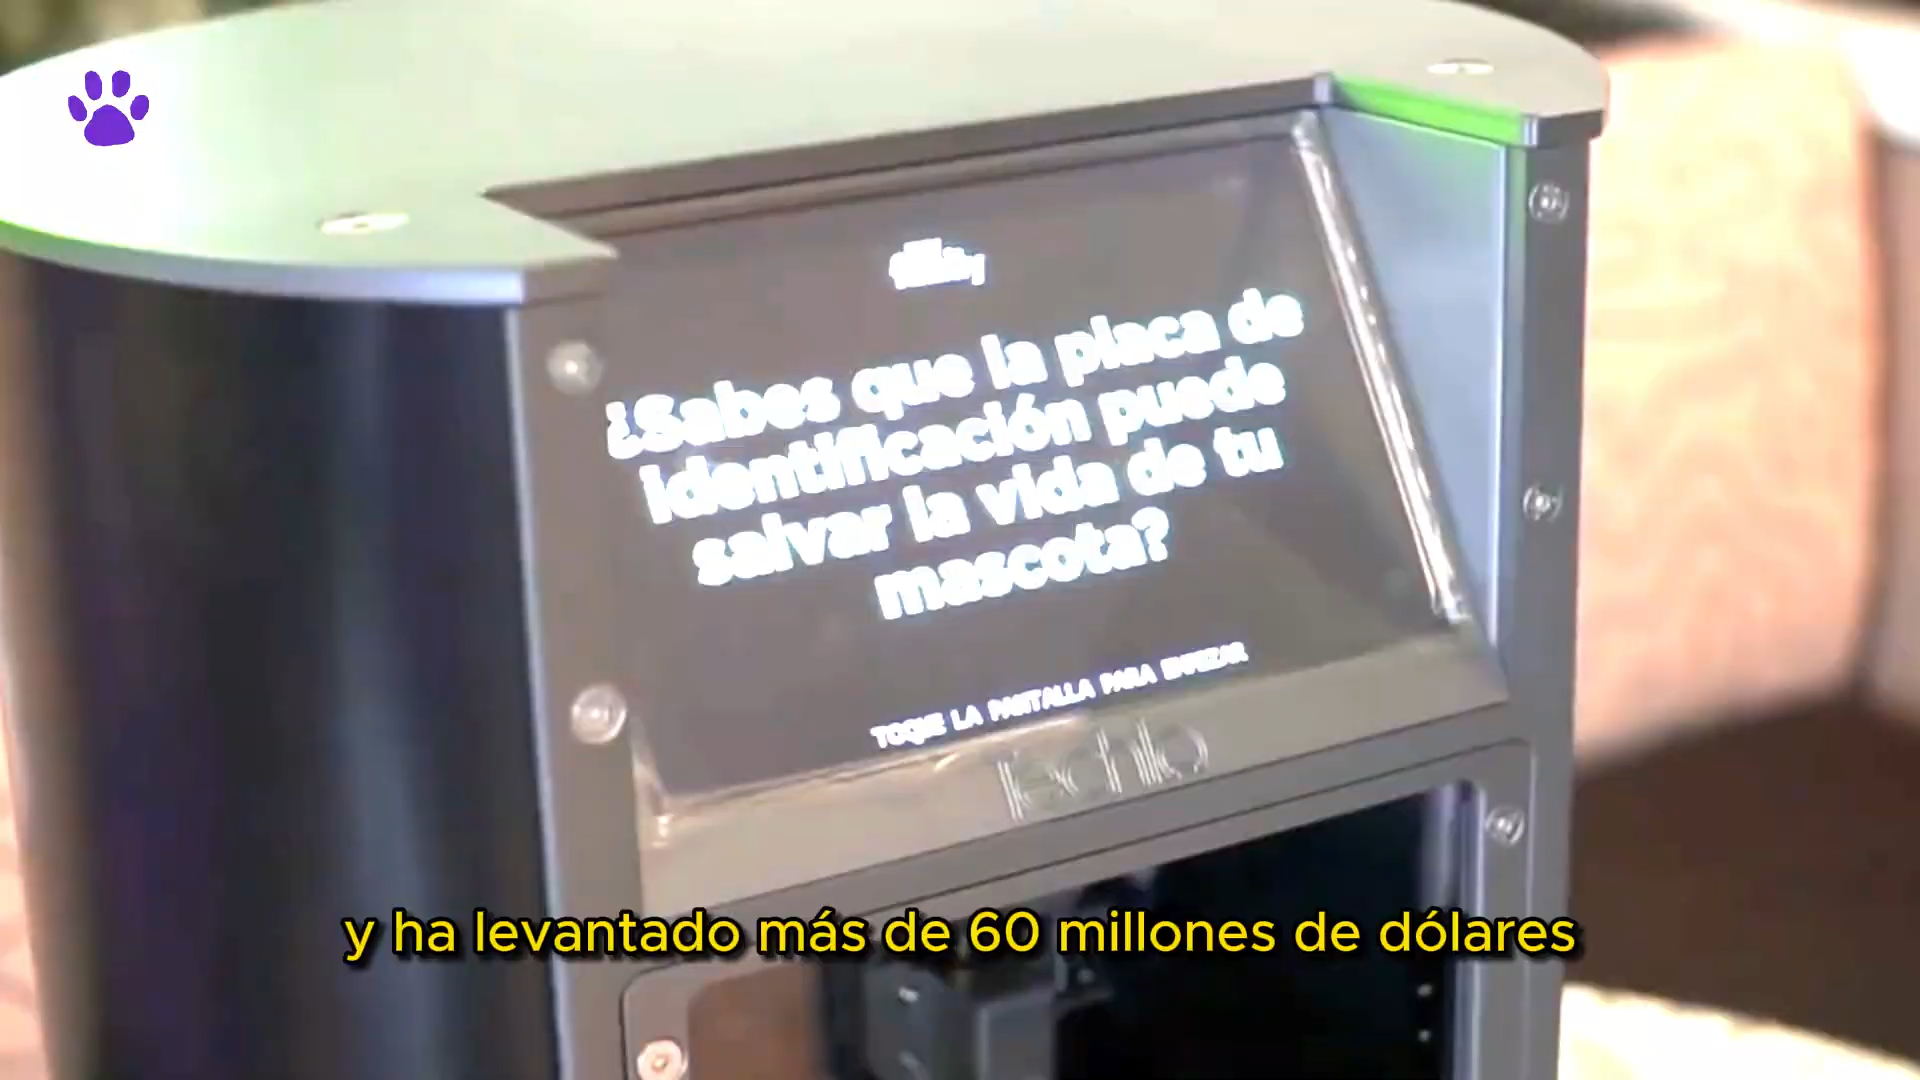 ¿Sabes que la placa de
identificación puede
salvar la vida de tu
mascota?
TOQUE LA PANTALLA PARA EMPEZAR
Techlo
y ha levantado más de 60 millones de dólares